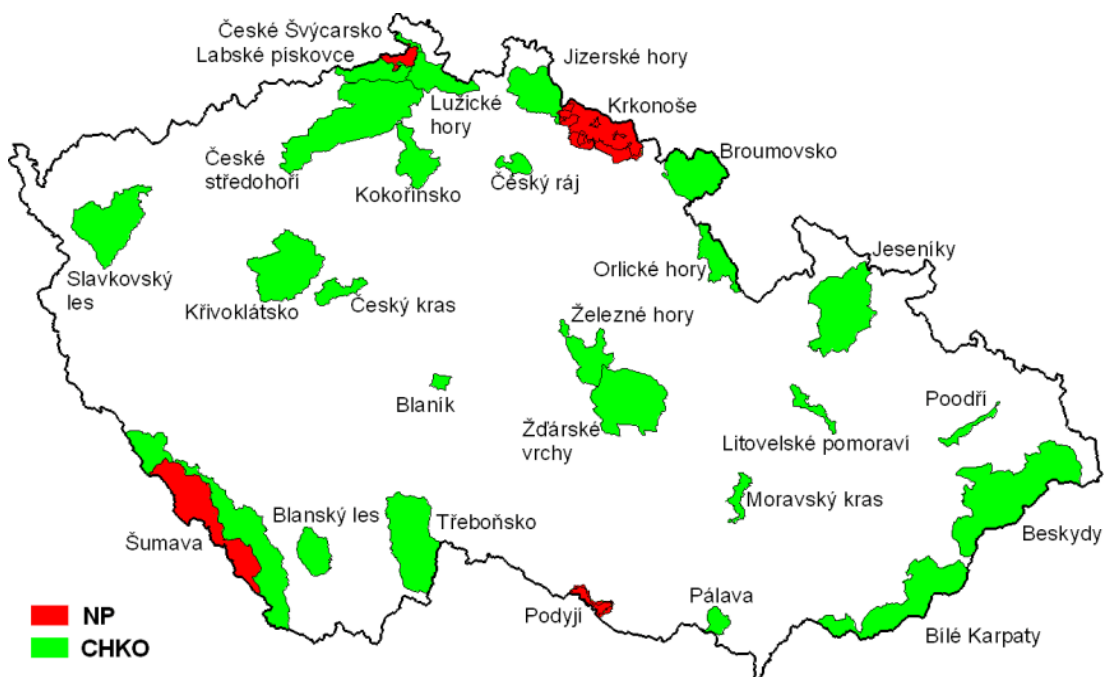 České Švýcarsko
Labské pískovce
Jizerské hory
Lužické
hory
Krkonoše
České
středohoří
Kokořínsko
Český ráj
Broumovsko
Slavkovský
les
Křivoklátsko
Český kras
Orlické hory
Jeseníky
Železné hory
Blaník
Žďárské
vrchy
Litovelské pomoraví
Poodří
Moravský kras
Šumava
Blanský les
Třeboňsko
Beskydy
Podyjí
Pálava
Bílé Karpaty
NP
CHKO